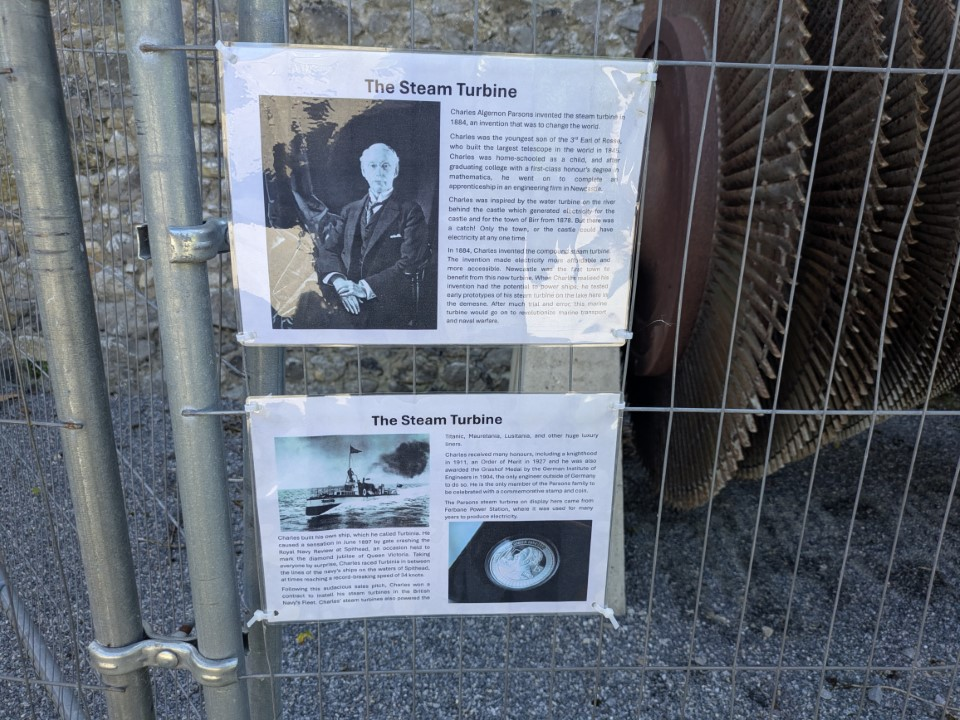 The Steam Turbine
Charles Algernon Parsons invented the steam turbine in
1884, an invention that was to change the world.
Charles was the youngest son of the 3rd Earl of Rosse,
who built the largest telescope in the world in 1845.
Charles was home-schooled as a child, and after
graduating college with a first-class honour's degree in
mathematics, he went on to complete an
apprenticeship in an engineering firm in Newcastle.
Charles was inspired by the water turbine on the river
behind the castle which generated electricity for the
castle and for the town of Birr from 1878. But there was
a catch! Only the town, or the castle could have
electricity at any one time.
In 1884, Charles invented the compound steam turbine.
The invention made electricity more affordable and
more accessible. Newcastle was the first town to
benefit from this new turbine. When Charles realised his
invention had the potential to power ships, he tested
early prototypes of his steam turbine on the lake here in
the demesne. After much trial and error, this marine
turbine would go on to revolutionise marine transport
and naval warfare.
The Steam Turbine
Charles built his own ship, which he called Turbinia. He
caused a sensation in June 1897 by gate crashing the
Royal Navy Review at Spithead, an occasion held to
mark the diamond jubilee of Queen Victoria. Taking
everyone by surprise, Charles raced Turbinia in between
the lines of the navy's ships on the waters of Spithead,
at times reaching a record-breaking speed of 34 knots.
Following this audacious sales pitch, Charles won a
contract to install his steam turbines in the British
Navy's Fleet. Charles' steam turbines also powered the
Titanic, Mauritania, Lusitania, and other huge luxury
liners.
Charles received many honours, including a knighthood
in 1911, an Order of Merit in 1927 and he was also
awarded the Grashof Medal by the German Institute of
Engineers in 1904, the only engineer outside of Germany
to do so. He is the only member of the Parsons family to
be celebrated with a commemorative stamp and coin.
The Parsons steam turbine on display here came from
Ferbane Power Station, where it was used for many
years to produce electricity.